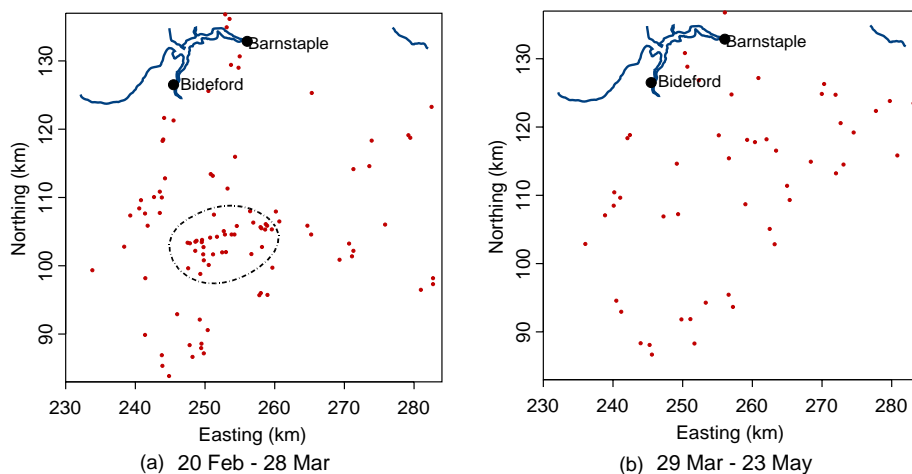 Barnstaple
Bideford
Northing (km)
90 100 110 120 130
230 240 250 260 270 280
Easting (km)
(a) 20 Feb - 28 Mar
Barnstaple
Bideford
Northing (km)
90 100 110 120 130
230 240 250 260 270 280
Easting (km)
(b) 29 Mar - 23 May